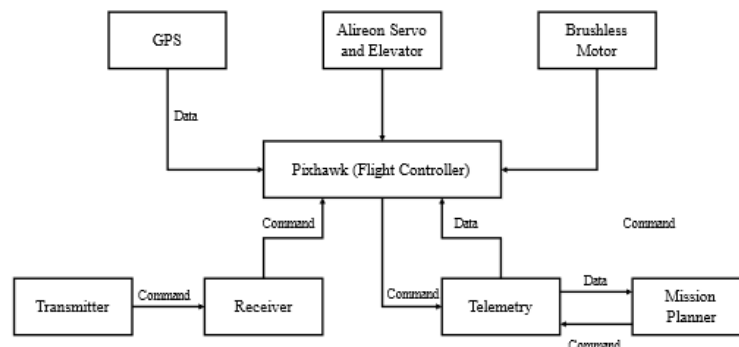 GPS
Alireon Servo
and Elevator
Brushless
Motor
Data
Pixhawk (Flight Controller)
Command
Data
Command
Transmitter
Command
Receiver
Command
Telemetry
Data
Mission
Planner
Command